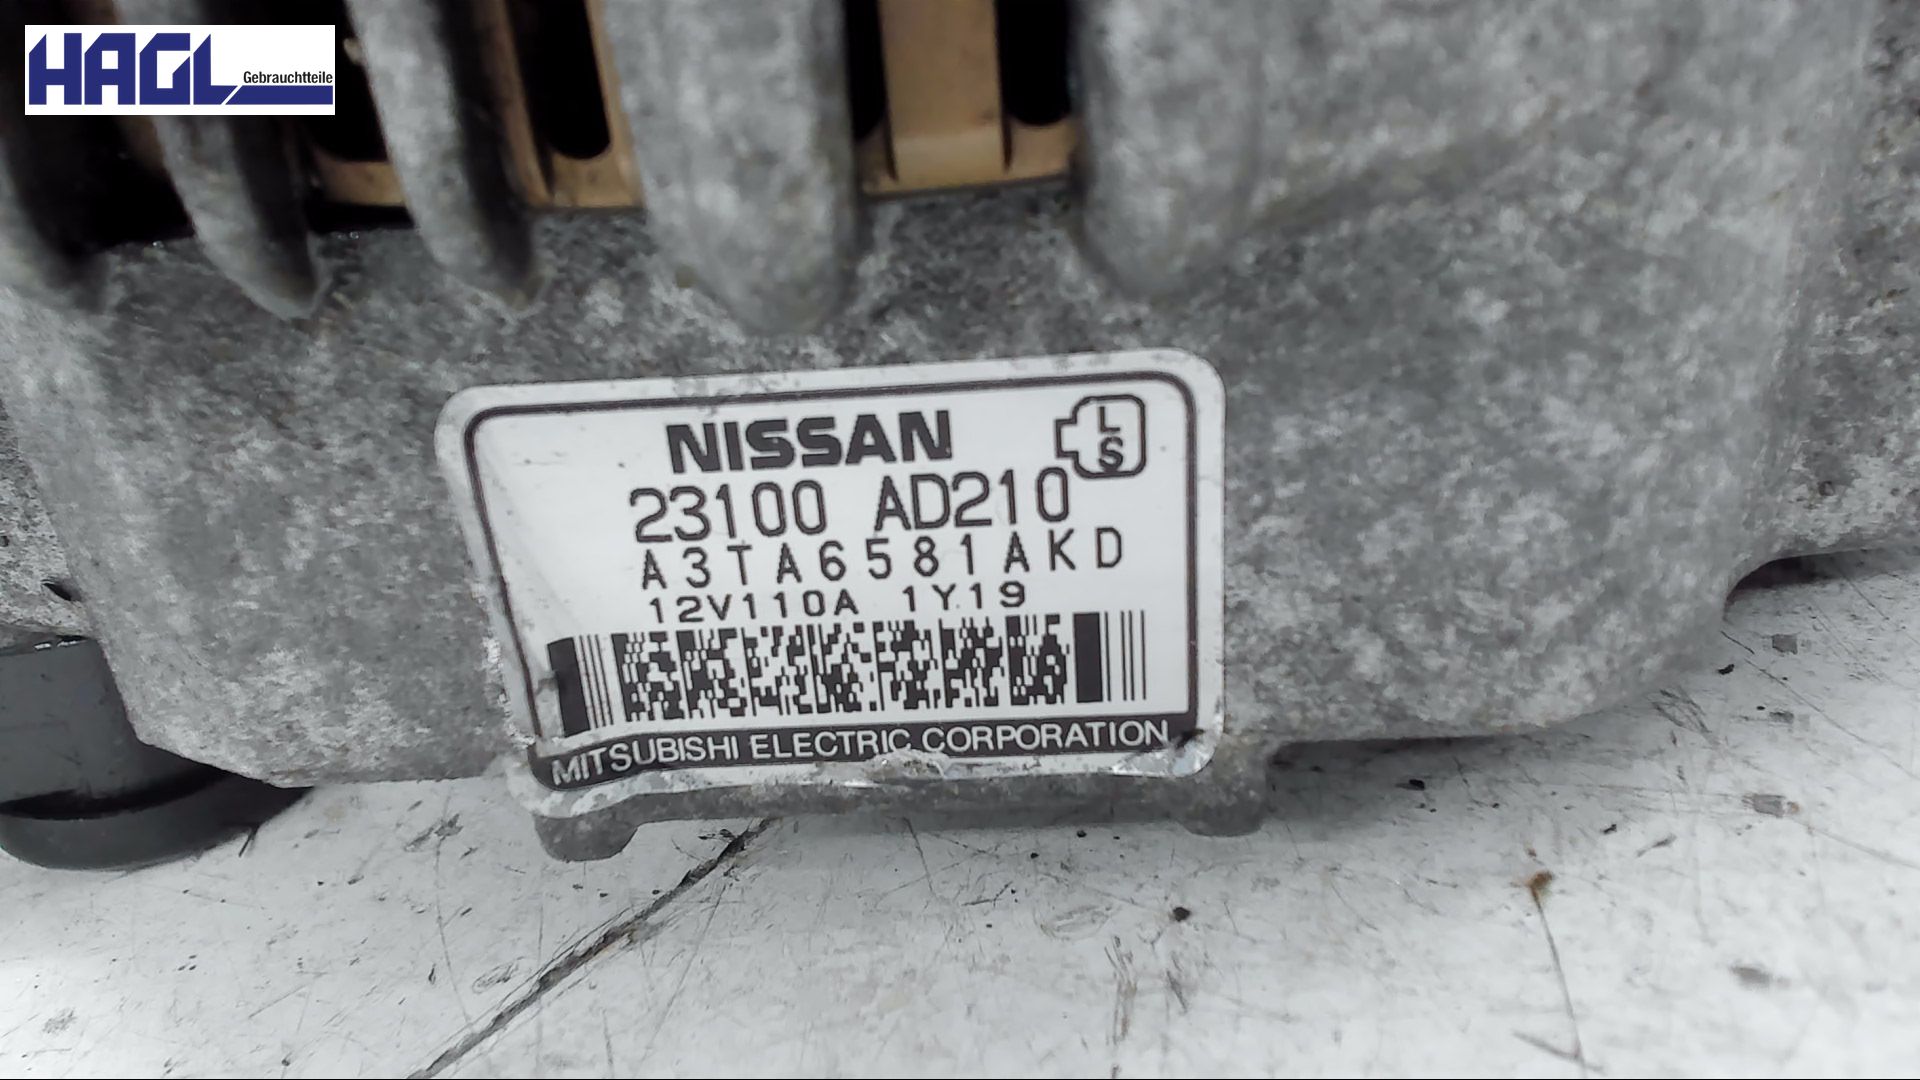 HAGL
Gebrauchtteile
NISSAN
L
S
23100 AD210
A3TA6581AKD
12V110A 1Y19
MITSUBISHI ELECTRIC CORPORATION